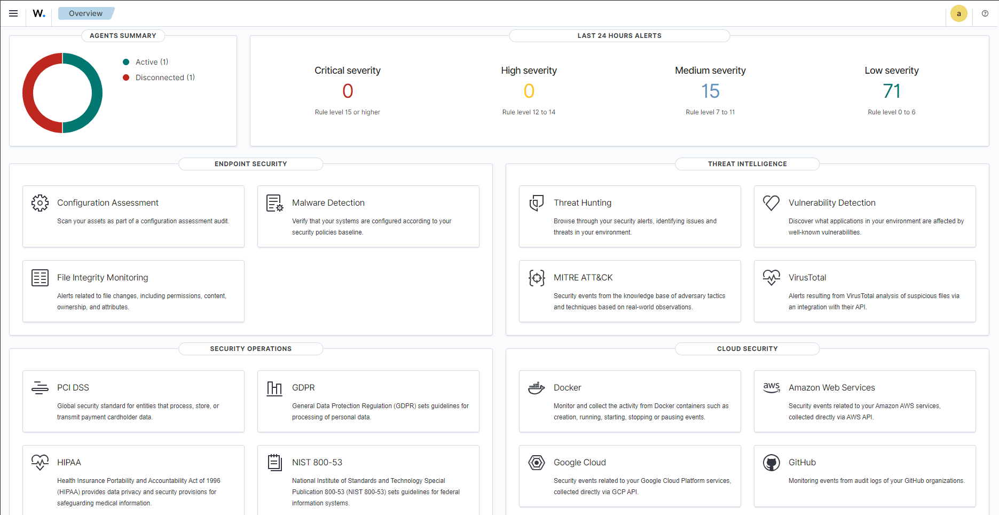 W.
Overview
a
AGENTS SUMMARY
Active (1)
Disconnected (1)
LAST 24 HOURS ALERTS
Critical severity
0
Rule level 15 or higher
High severity
0
Rule level 12 to 14
Medium severity
15
Rule level 7 to 11
Low severity
71
Rule level 0 to 6
ENDPOINT SECURITY
Configuration Assessment
Scan your assets as part of a configuration assessment audit.
Malware Detection
Verify that your systems are configured according to your
security policies baseline.
File Integrity Monitoring
Alerts related to file changes, including permissions, content,
ownership, and attributes.
THREAT INTELLIGENCE
Threat Hunting
Browse through your security alerts, identifying issues and
threats in your environment.
Vulnerability Detection
Discover what applications in your environment are affected by
well-known vulnerabilities.
MITRE ATT&CK
Security events from the knowledge base of adversary tactics
and techniques based on real-world observations.
VirusTotal
Alerts resulting from VirusTotal analysis of suspicious files via
an integration with their API.
SECURITY OPERATIONS
PCI DSS
Global security standard for entities that process, store, or
transmit payment cardholder data.
GDPR
General Data Protection Regulation (GDPR) sets guidelines for
processing of personal data.
HIPAA
Health Insurance Portability and Accountability Act of 1996
(HIPAA) provides data privacy and security provisions for
safeguarding medical information.
NIST 800-53
National Institute of Standards and Technology Special
Publication 800-53 (NIST 800-53) sets guidelines for federal
information systems.
CLOUD SECURITY
Docker
Monitor and collect the activity from Docker containers such as
creation, running, starting, stopping or pausing events.
aws
Amazon Web Services
Security events related to your Amazon AWS services,
collected directly via AWS API.
Google Cloud
Security events related to your Google Cloud Platform services,
collected directly via GCP API.
GitHub
Monitoring events from audit logs of your GitHub organizations.